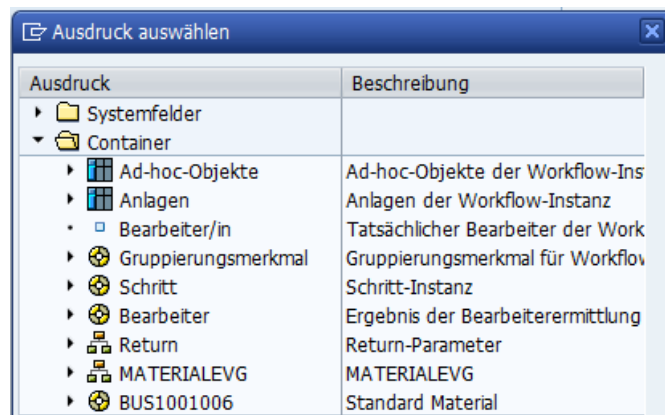 Ausdruck auswählen
Ausdruck Beschreibung
Systemfelder
Container
Ad-hoc-Objekte Ad-hoc-Objekte der Workflow-Ins
Anlagen Anlagen der Workflow-Instanz
Bearbeiter/in Tatsächlicher Bearbeiter der Work
Gruppierungsmerkmal Gruppierungsmerkmal für Workflow
Schritt Schritt-Instanz
Bearbeiter Ergebnis der Bearbeiterermittlung
Return Return-Parameter
MATERIALEVG MATERIALEVG
BUS1001006 Standard Material